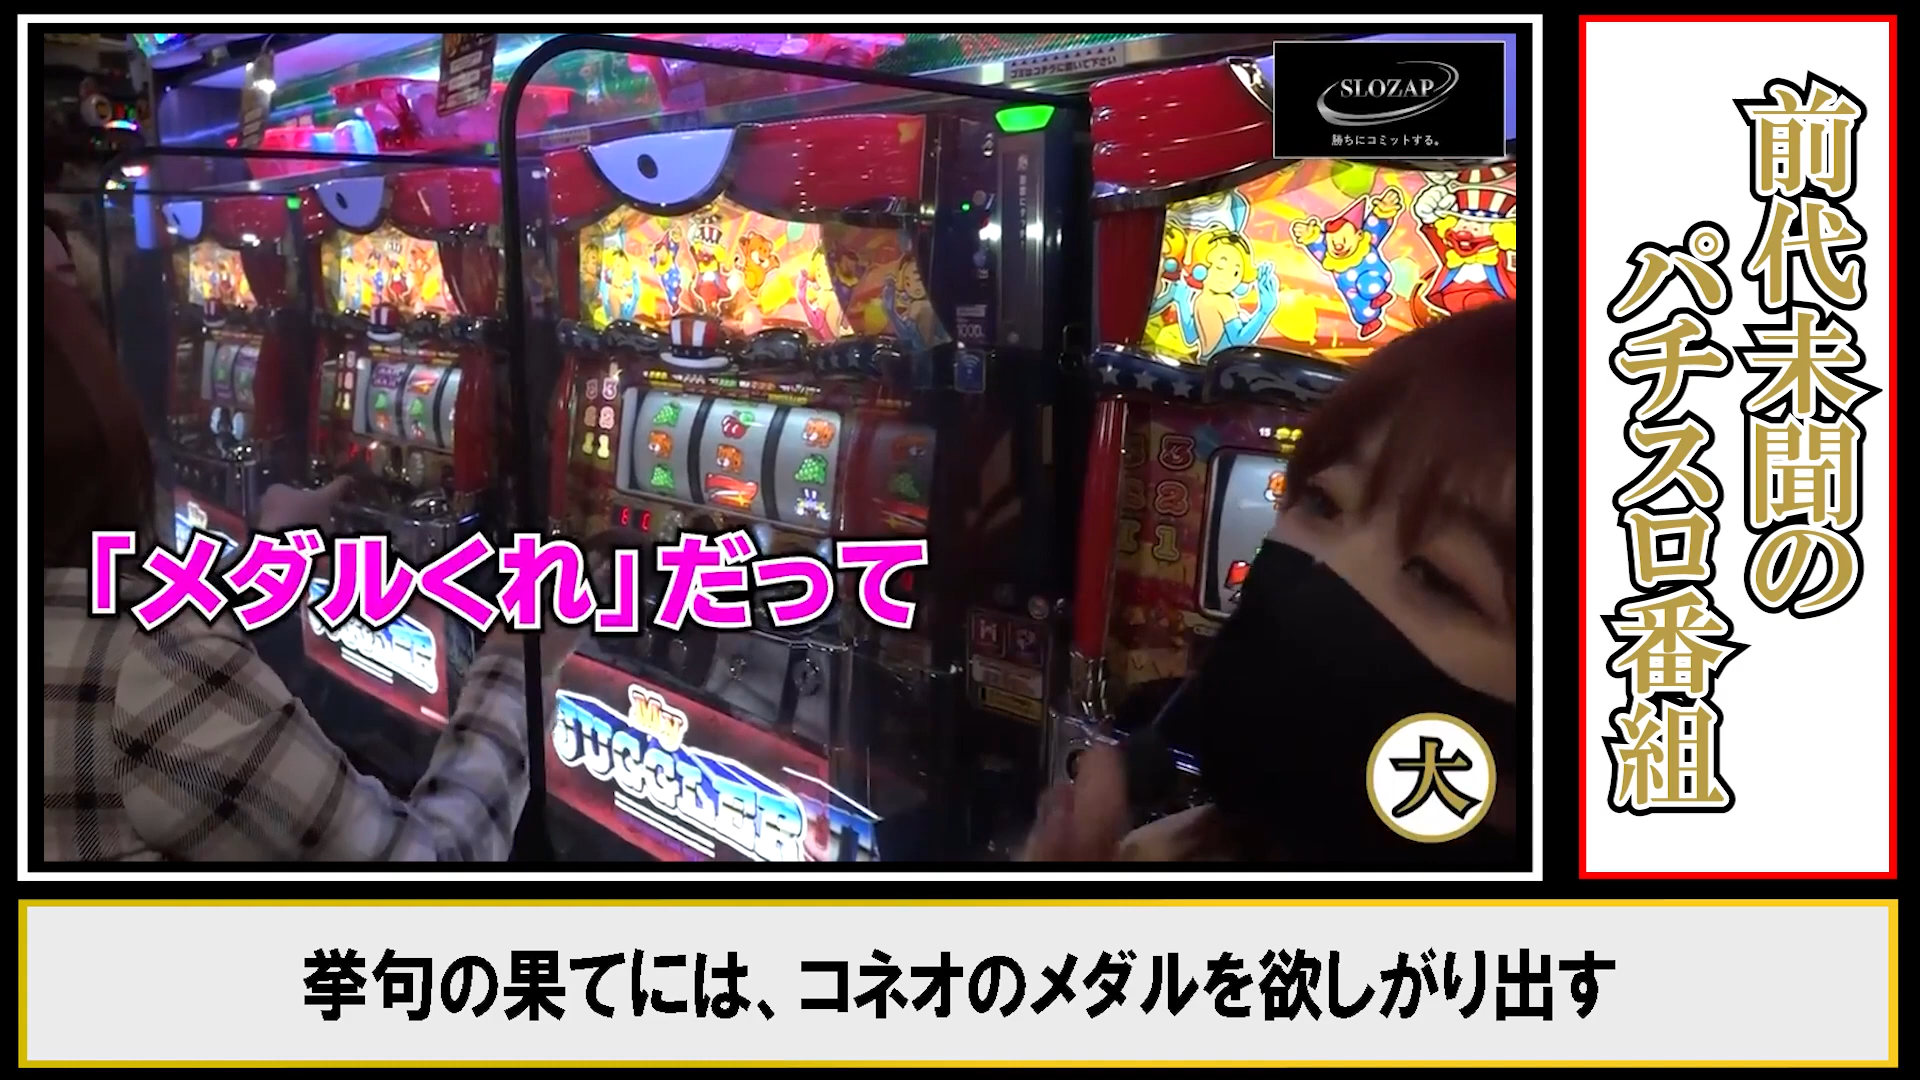 前代未聞の
パチスロ番組
SLOZAP
勝ちにコミットする。
「メダルくれ」だって
My
JUGGLER
大
挙句の果てには、コネオのメダルを欲しがり出す